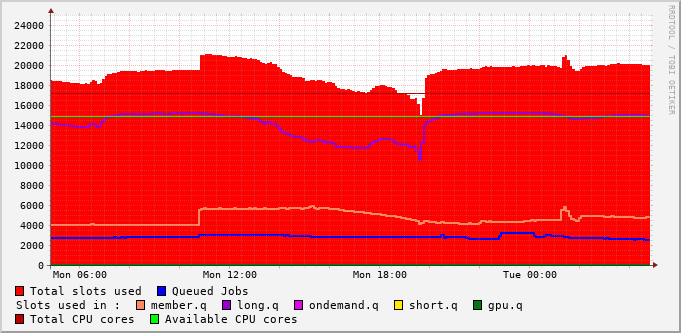 24000
22000
20000
18000
16000
14000
12000
10000
8000
6000
4000
2000
0
Mon 06:00 Mon 12:00 Mon 18:00 Tue 00:00
RRDTOOL / TOBI OETIKER
Total slots used Queued Jobs
Slots used in : member.q long.q ondemand.q short.q gpu.q
Total CPU cores Available CPU cores